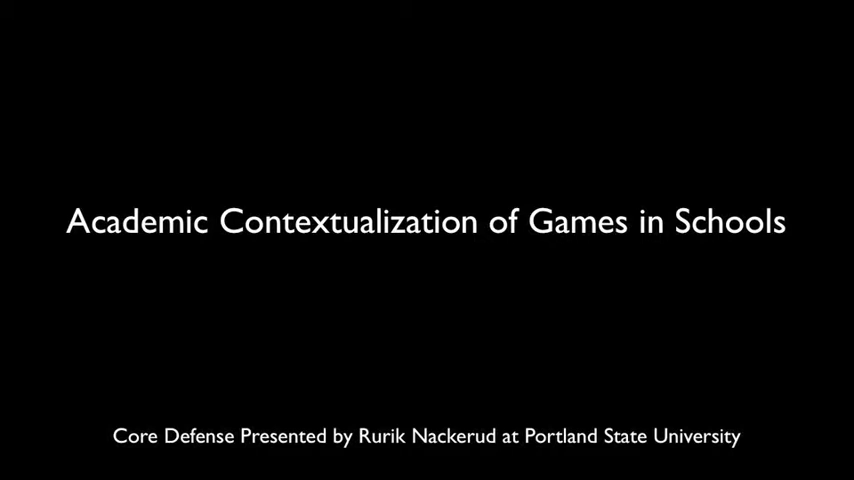 Academic Contextualization of Games in Schools
Core Defense Presented by Rurik Nackerud at Portland State University